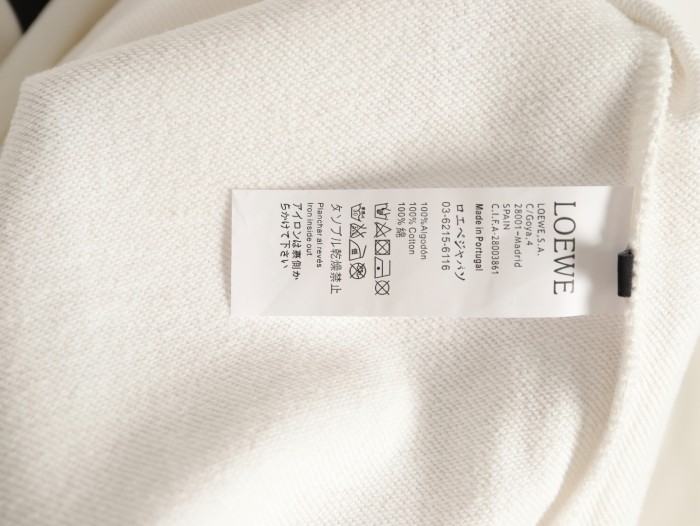 LOEWE
LOEWE,S.A.
C/Goya,4
28001-Madrid
SPAIN
C.I.F.A-28003861
Made in Portugal
ロエベジャパソ
03-6215-6116
100%Algodón
100% Cotton
100% 綿
タソブル乾燥禁止
Planchar al revés
Iron inside out
アイロンは裏側か
らかけて下さい